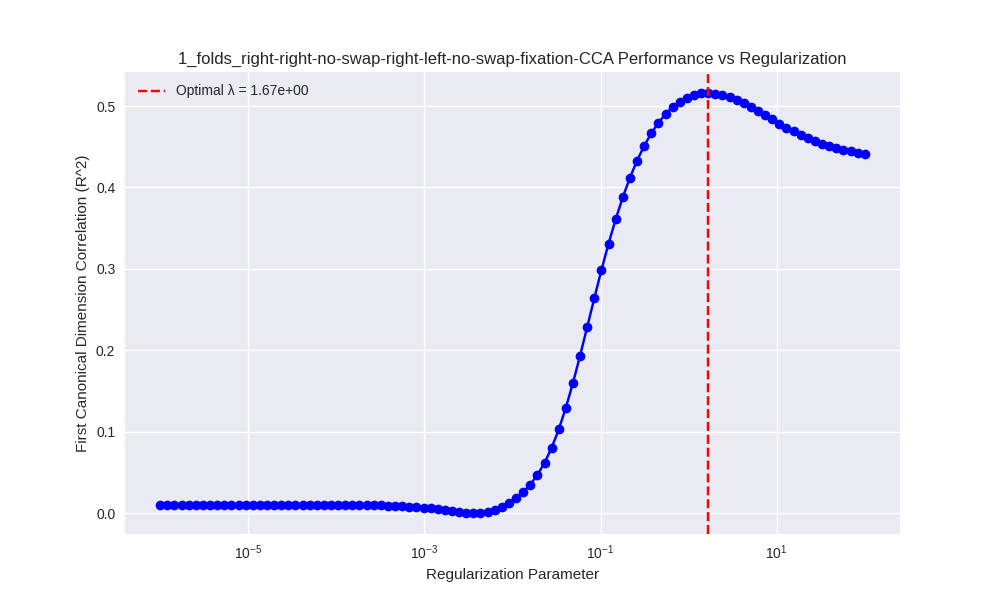 1_folds_right-right-no-swap-right-left-no-swap-fixation-CCA Performance vs Regularization
Optimal λ = 1.67e+00
First Canonical Dimension Correlation (R^2)
0.5
0.4
0.3
0.2
0.1
0.0
10⁻⁵
10⁻³
10⁻¹
10¹
Regularization Parameter